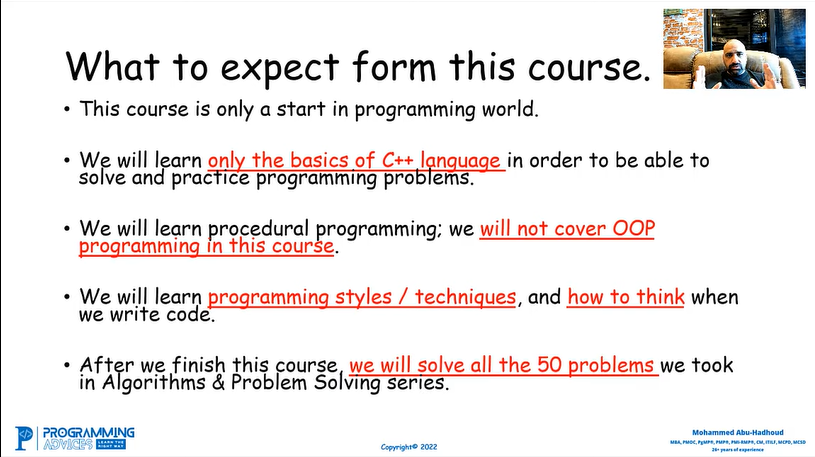 What to expect form this course.
• This course is only a start in programming world.
• We will learn only the basics of C++ language in order to be able to
solve and practice programming problems.
• We will learn procedural programming; we will not cover OOP
programming in this course.
• We will learn programming styles / techniques, and how to think when
we write code.
• After we finish this course, we will solve all the 50 problems we took
in Algorithms & Problem Solving series.
PROGRAMMING
ADVICES LEARN THE
RIGHT WAY
Copyright© 2022
Mohammed Abu-Hadhoud
MBA, PMOC, PgMP®, PMP®, PMI-RMP®, CM, ITILF, MCPD, MCSD
26+ years of experience